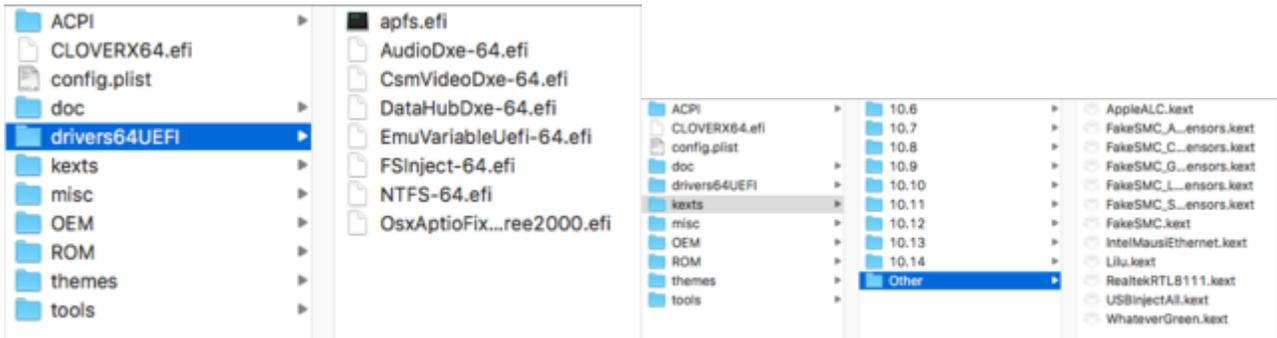 ACPI
CLOVERX64.efi
config.plist
doc
drivers64UEFI
kexts
misc
OEM
ROM
themes
tools
apfs.efi
AudioDxe-64.efi
CsmVideoDxe-64.efi
DataHubDxe-64.efi
EmuVariableUefi-64.efi
FSInject-64.efi
NTFS-64.efi
OsxAptioFix...ree2000.efi
ACPI
CLOVERX64.efi
config.plist
doc
drivers64UEFI
kexts
misc
OEM
ROM
themes
tools
10.6
10.7
10.8
10.9
10.10
10.11
10.12
10.13
10.14
Other
AppleALC.kext
FakeSMC_A...ensors.kext
FakeSMC_C...ensors.kext
FakeSMC_G...ensors.kext
FakeSMC_L...ensors.kext
FakeSMC_S...ensors.kext
FakeSMC.kext
IntelMausiEthernet.kext
Lilu.kext
RealtekRTL8111.kext
USBInjectAll.kext
WhateverGreen.kext